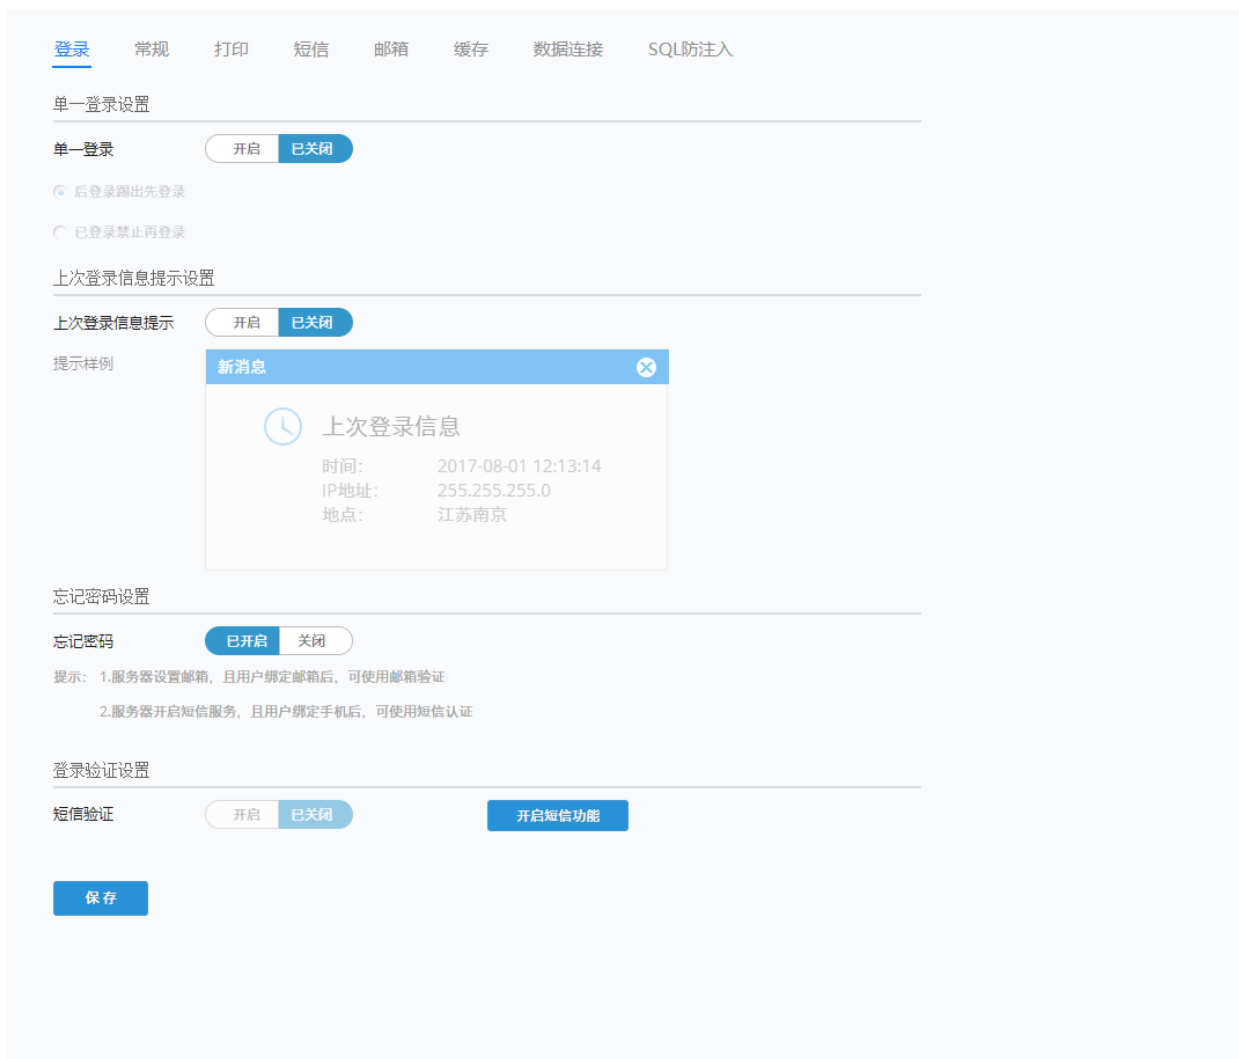 登录 常规 打印 短信 邮箱 缓存 数据连接 SQL防注入
单一登录设置
单一登录 开启 已关闭
后登录踢出先登录
已登录禁止再登录
上次登录信息提示设置
上次登录信息提示 开启 已关闭
提示样例 新消息
上次登录信息
时间: 2017-08-01 12:13:14
IP地址: 255.255.255.0
地点: 江苏南京
忘记密码设置
忘记密码 已开启 关闭
提示: 1.服务器设置邮箱, 且用户绑定邮箱后, 可使用邮箱验证
2.服务器开启短信服务, 且用户绑定手机后, 可使用短信认证
登录验证设置
短信验证 开启 已关闭 开启短信功能
保存